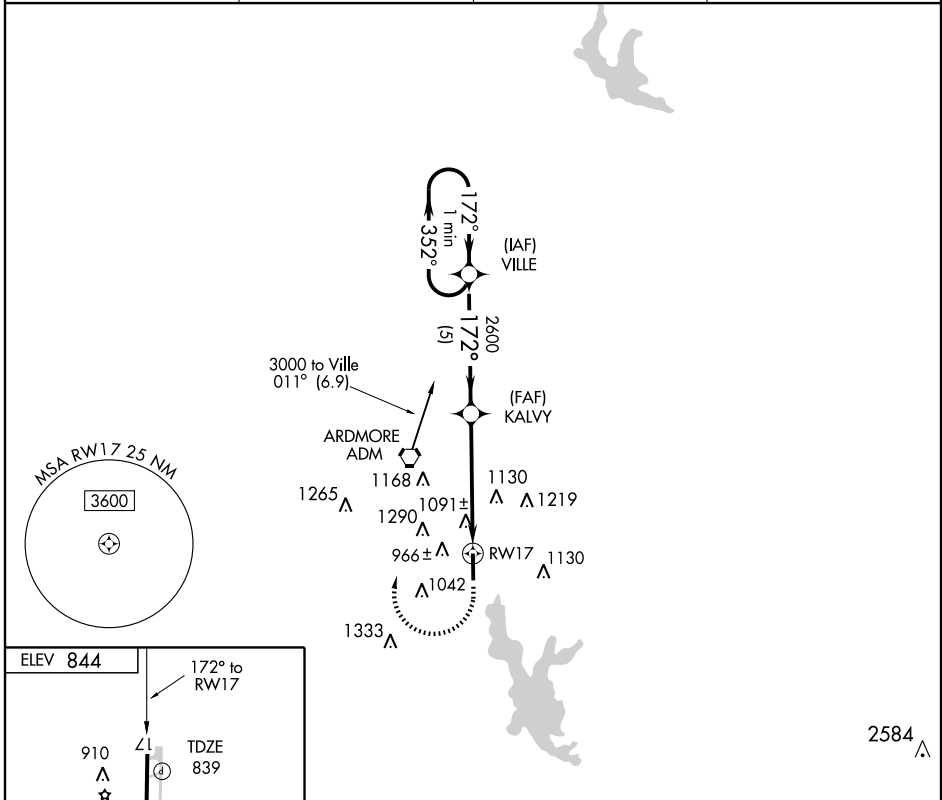 172°
1 min
352°
(IAF)
VILLE
2600
172°
(5)
3000 to Ville
011° (6.9)
(FAF)
KALVY
ARDMORE
ADM
MSA RW17 25 NM
3600
1168
1130
1265
1091±
1219
1290
966±
RW17
1130
1042
1333
ELEV 844
172° to
RW17
2584
17
TDZE
839
910
P